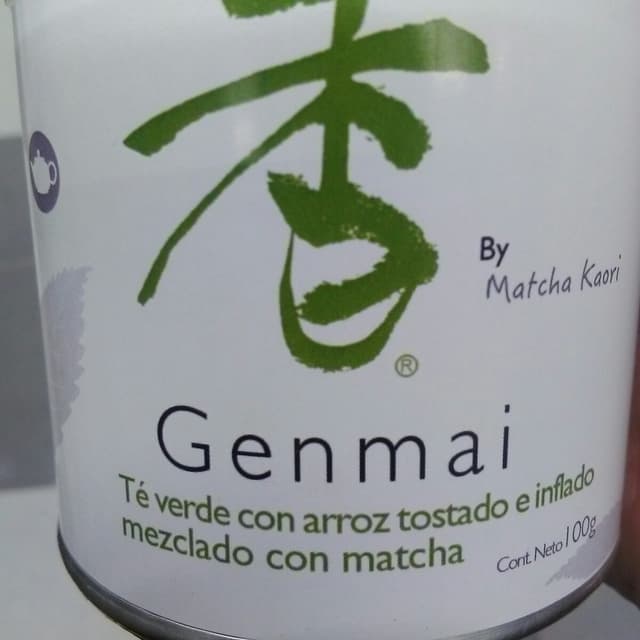 香
By
Matcha Kaori
®
Genmai
Té verde con arroz tostado e inflado
mezclado con matcha
Cont. Neto 100g